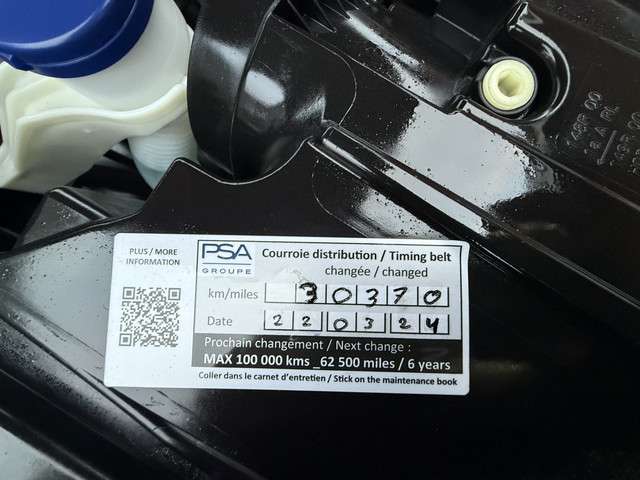 PLUS / MORE
INFORMATION
PSA
GROUPE
Courroie distribution / Timing belt
changée / changed
km/miles 30370
Date 220324
Prochain changement / Next change :
MAX 100 000 kms _62 500 miles / 6 years
Coller dans le carnet d'entretien / Stick on the maintenance book